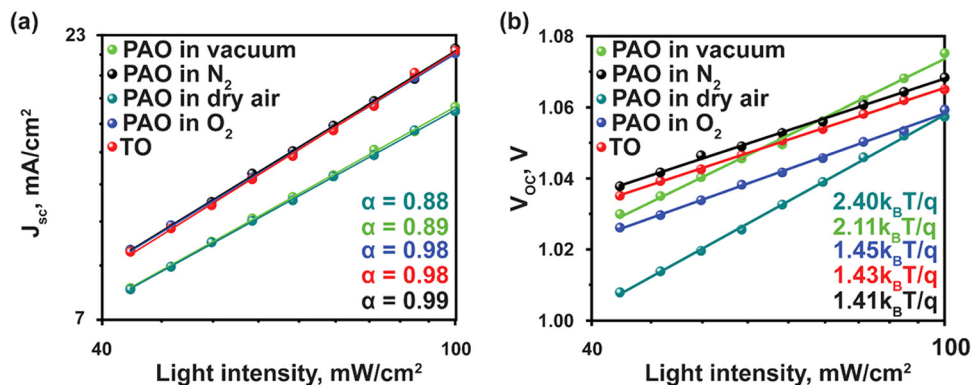 (a)
23
PAO in vacuum
PAO in N₂
PAO in dry air
PAO in O₂
TO
Jsc, mA/cm²
α = 0.88
α = 0.89
α = 0.98
α = 0.98
α = 0.99
7
40
100
Light intensity, mW/cm²
(b)
1.08
PAO in vacuum
PAO in N₂
1.06
PAO in dry air
PAO in O₂
TO
1.04
VOC, V
2.40kBT/q
2.11kBT/q
1.02
1.45kBT/q
1.43kBT/q
1.41kBT/q
1.00
40
100
Light intensity, mW/cm²